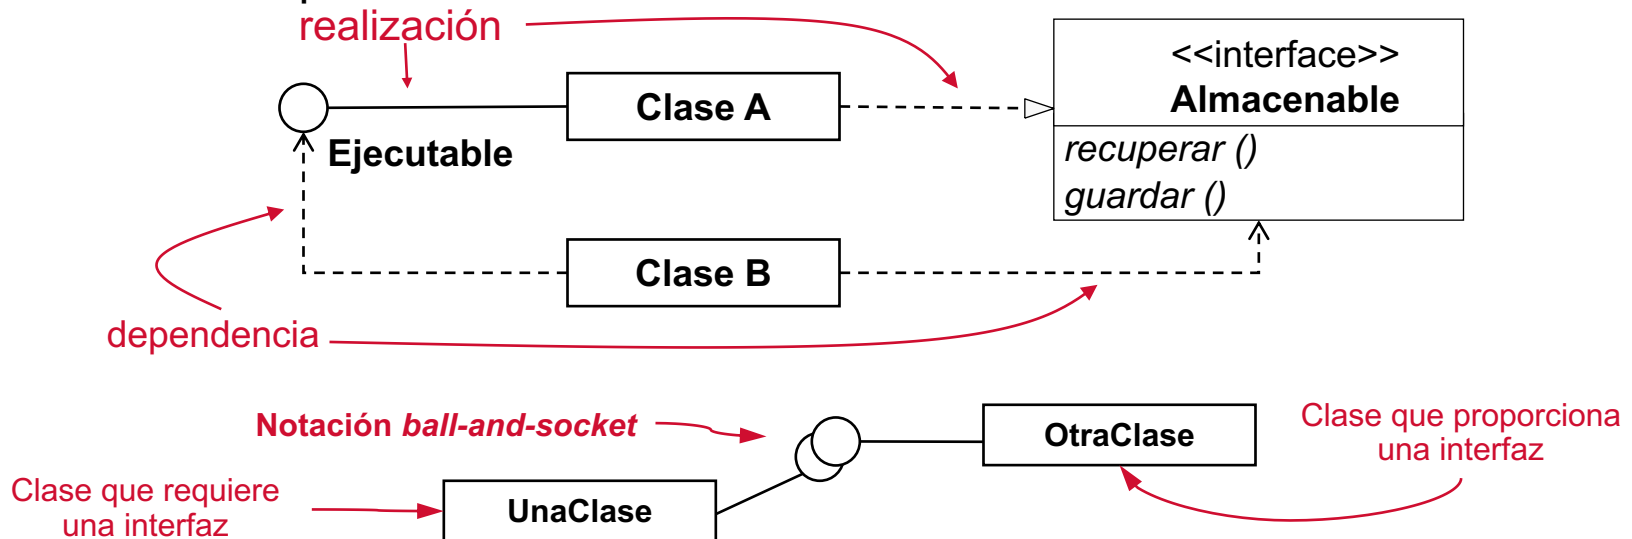 realización
<<interface>>
Almacenable
Clase A
Ejecutable
recuperar ()
guardar ()
Clase B
dependencia
Notación ball-and-socket
OtraClase
Clase que proporciona
una interfaz
Clase que requiere
una interfaz
UnaClase